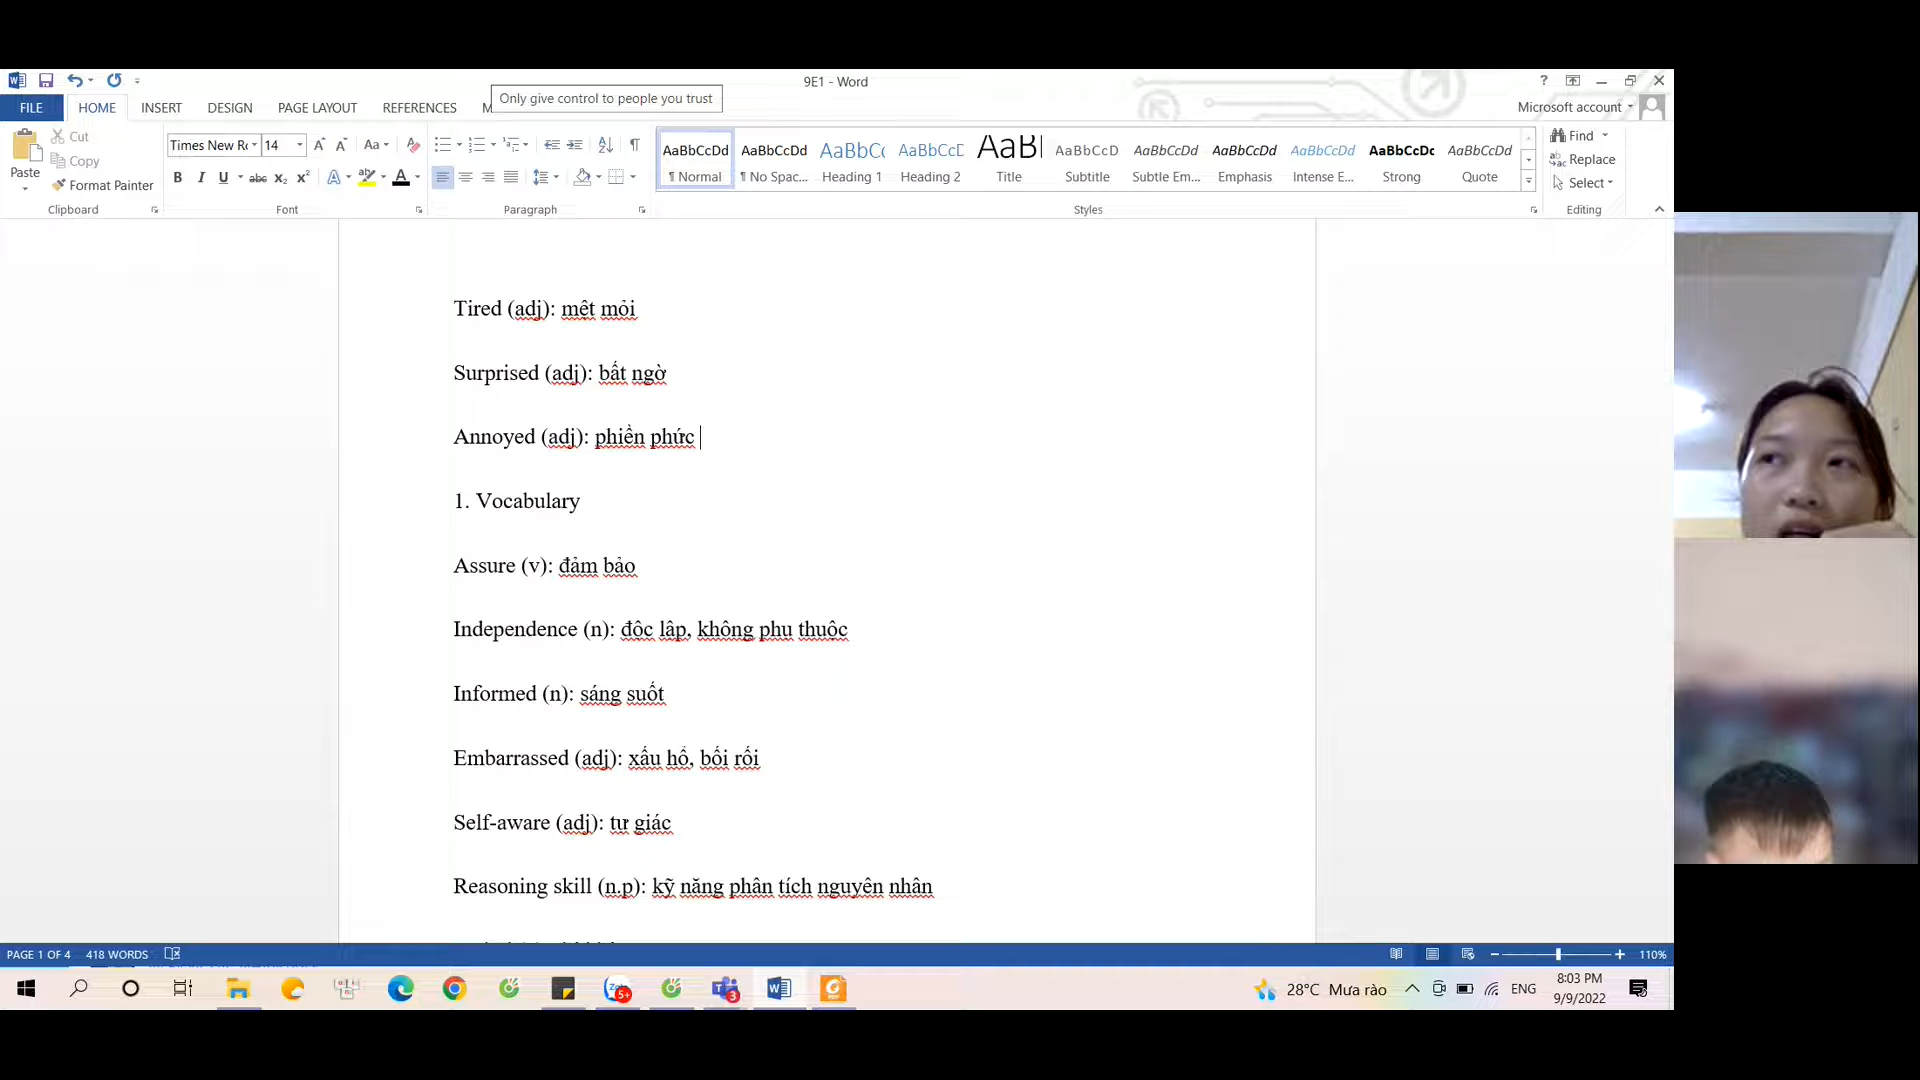 9E1 - Word
FILE HOME INSERT DESIGN PAGE LAYOUT REFERENCES M
Only give control to people you trust
Microsoft account
Cut
Copy
Format Painter
Paste
Times New Rc 14
AaBbCcDd AaBbCcDd AaBbCc AaBbCcD AaBl AaBbCcD AaBbCcDd AaBbCcDd AaBbCcDd AaBbCcDc AaBbCcDd
¶ Normal ¶ No Spac... Heading 1 Heading 2 Title Subtitle Subtle Em... Emphasis Intense E... Strong Quote
Find
Replace
Select
Clipboard Font Paragraph Styles Editing
Tired (adj): mệt mỏi
Surprised (adj): bất ngờ
Annoyed (adj): phiền phức
1. Vocabulary
Assure (v): đảm bảo
Independence (n): độc lập, không phụ thuộc
Informed (n): sáng suốt
Embarrassed (adj): xấu hổ, bối rối
Self-aware (adj): tự giác
Reasoning skill (n.p): kỹ năng phân tích nguyên nhân
PAGE 1 OF 4 418 WORDS 110%
28°C Mưa rào ENG 8:03 PM
9/9/2022